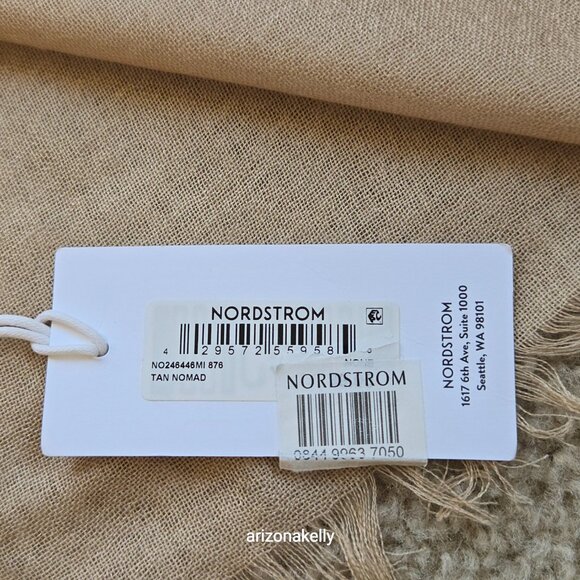 NORDSTROM
4 29572 55958
NO246446MI 876
TAN NOMAD
NORDSTROM
0844 9963 7050
NORDSTROM
1617 6th Ave, Suite 1000
Seattle, WA 98101
arizonakelly